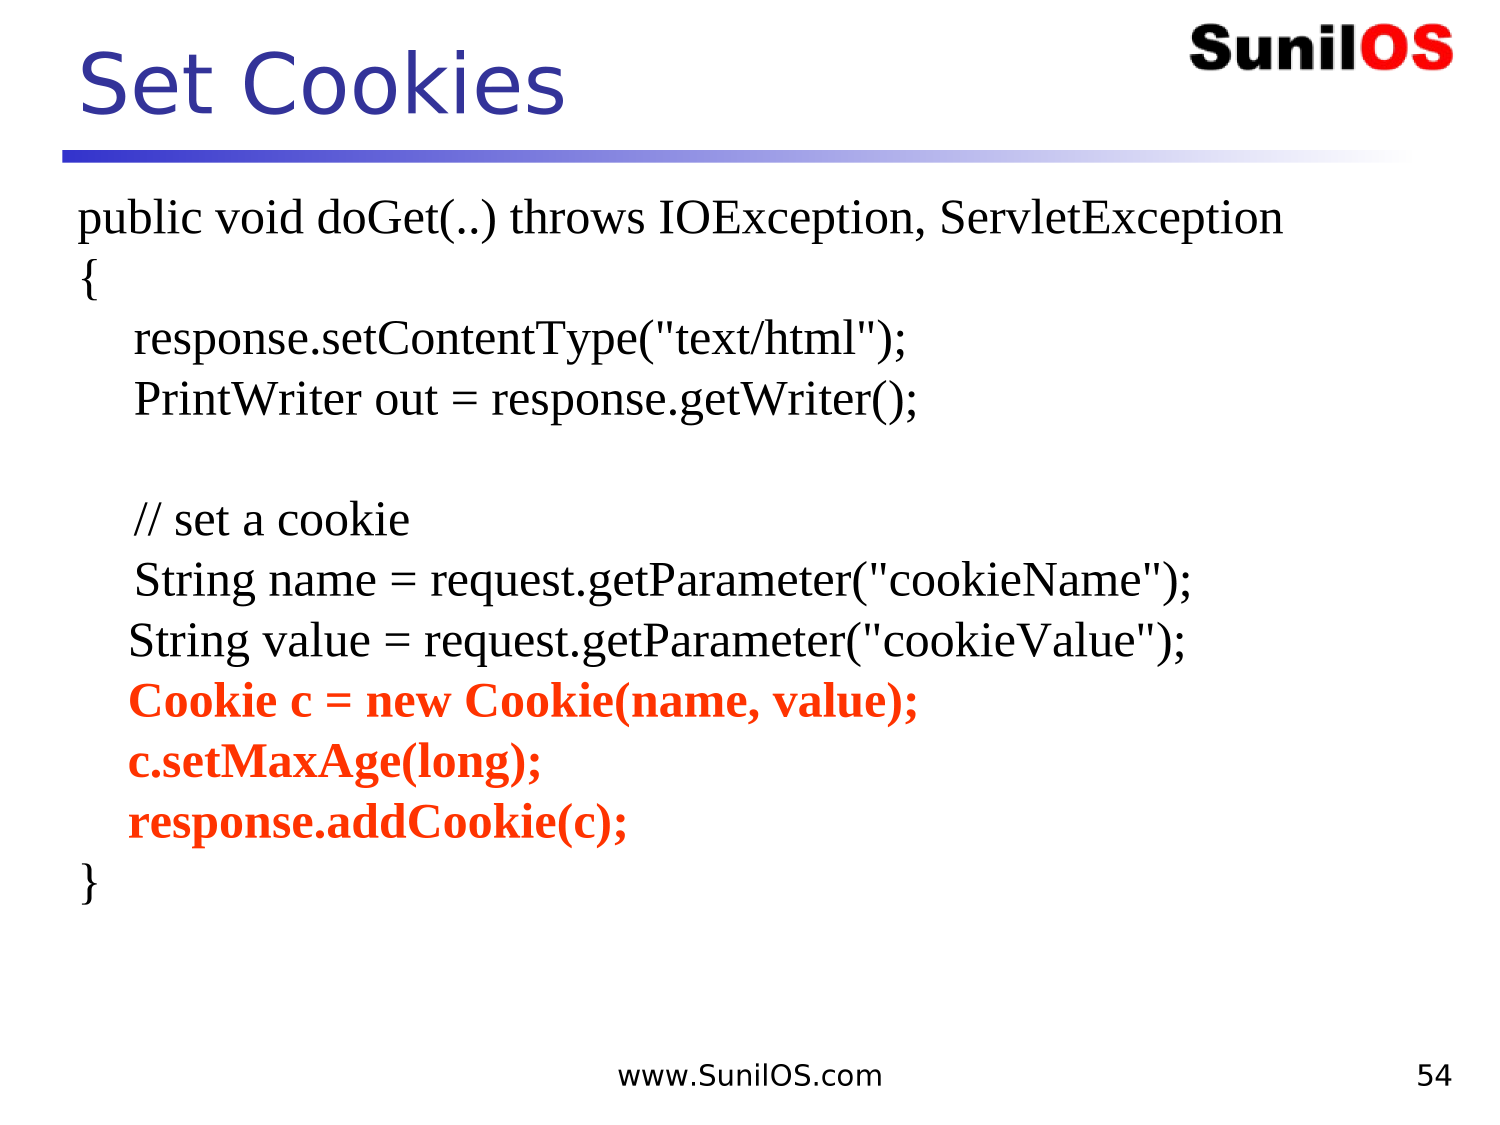 SunilOS
Set Cookies
public void doGet(..) throws IOException, ServletException
{
response.setContentType("text/html");
PrintWriter out = response.getWriter();
// set a cookie
String name = request.getParameter("cookieName");
String value = request.getParameter("cookieValue");
Cookie c = new Cookie(name, value);
c.setMaxAge(long);
response.addCookie(c);
}
www.SunilOS.com
54